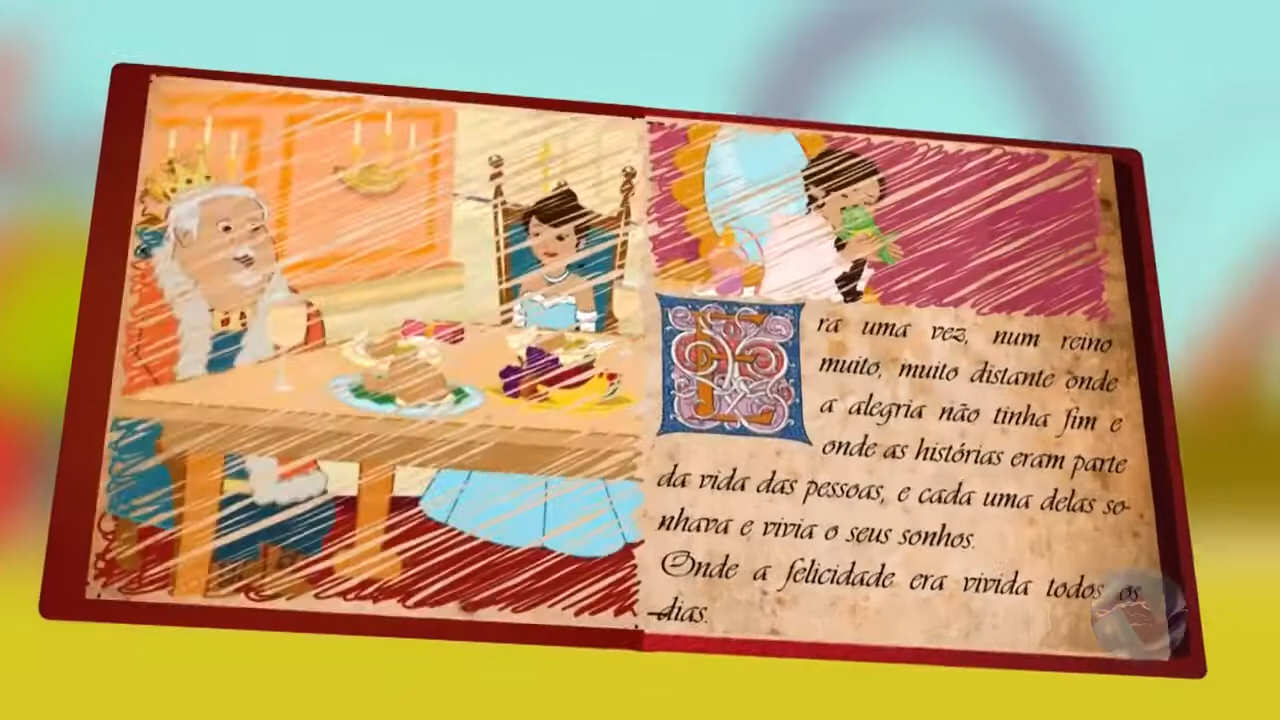 Era uma vez, num reino
muito, muito distante onde
a alegria não tinha fim e
onde as histórias eram parte
da vida das pessoas, e cada uma delas so-
nhava e vivia o seus sonhos.
Onde a felicidade era vivida todos os
dias.